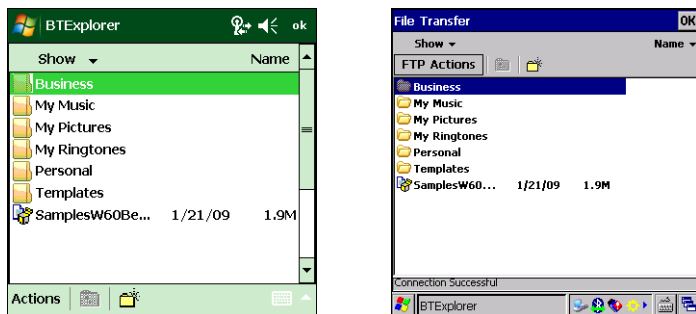 BTExplorer ok
Show Name
Business
My Music
My Pictures
My Ringtones
Personal
Templates
SamplesW60Be... 1/21/09 1.9M
Actions
File Transfer OK
Show Name
FTP Actions
Business
My Music
My Pictures
My Ringtones
Personal
Templates
SamplesW60... 1/21/09 1.9M
Connection Successful
BTExplorer